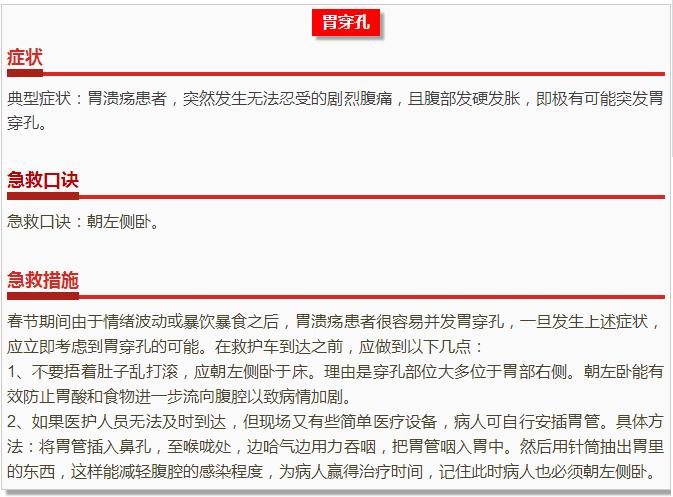 胃穿孔
症状
典型症状：胃溃疡患者，突然发生无法忍受的剧烈腹痛，且腹部发硬发胀，即极有可能突发胃
穿孔。
急救口诀
急救口诀：朝左侧卧。
急救措施
春节期间由于情绪波动或暴饮暴食之后，胃溃疡患者很容易并发胃穿孔，一旦发生上述症状，
应立即考虑到胃穿孔的可能。在救护车到达之前，应做到以下几点：
1、不要捂着肚子乱打滚，应朝左侧卧于床。理由是穿孔部位大多位于胃部右侧。朝左卧能有
效防止胃酸和食物进一步流向腹腔以致病情加剧。
2、如果医护人员无法及时到达，但现场又有些简单医疗设备，病人可自行安插胃管。具体方
法：将胃管插入鼻孔，至喉咙处，边哈气边用力吞咽，把胃管咽入胃中。然后用针筒抽出胃里
的东西，这样能减轻腹腔的感染程度，为病人赢得治疗时间，记住此时病人也必须朝左侧卧。